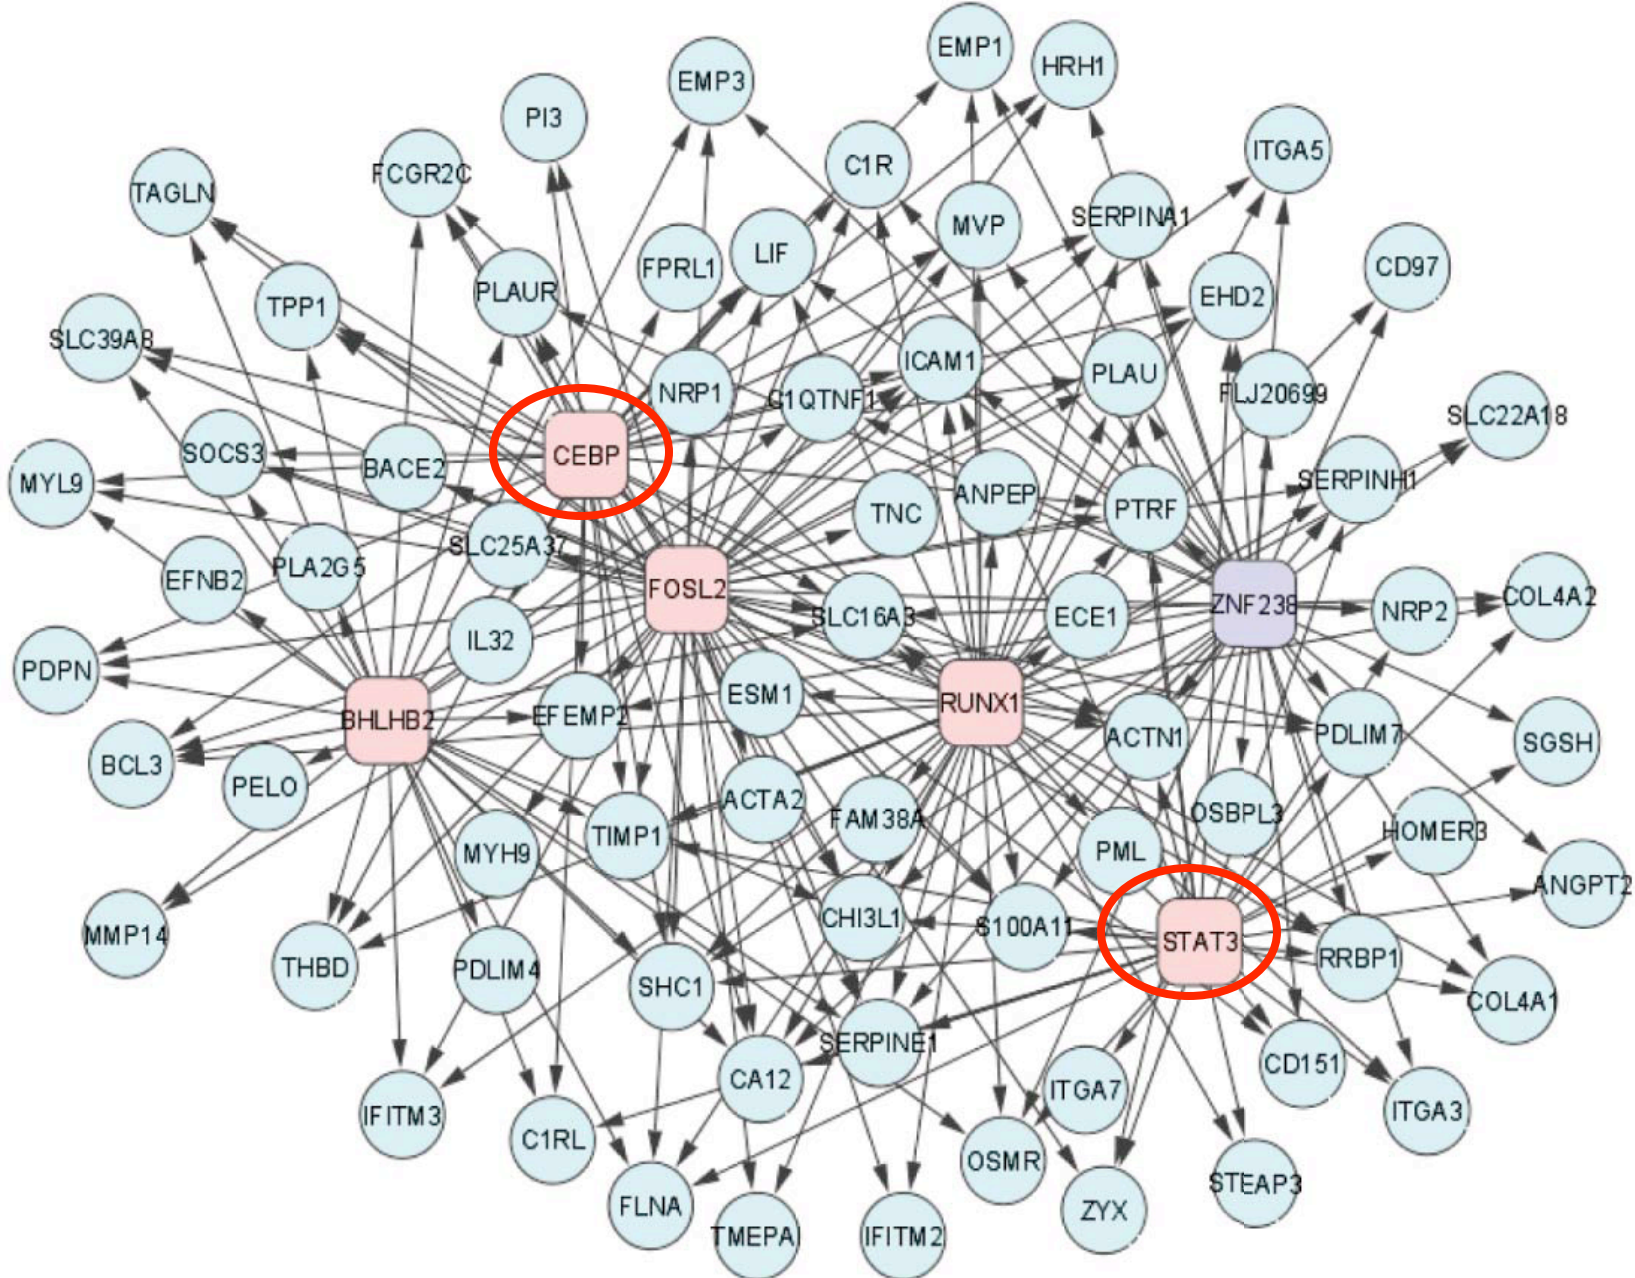 EMP1
HRH1
EMP3
PI3
ITGA5
C1R
FCGR2C
TAGLN
SERPINA1
MVP
LIF
FPRL1
CD97
PLAUR
EHD2
TPP1
SLC39A8
ICAM1
PLAU
NRP1
FLJ20699
C1QTNF1
SLC22A18
SOCS3
CEBP
BACE2
SERPINH1
MYL9
ANPEP
TNC
PTRF
SLC25A37
PLA2G5
EFNB2
FOSL2
COL4A2
ZNF238
NRP2
SLC16A3
ECE1
IL32
PDPN
ESM1
RUNX1
BHLHB2
EFEMP2
ACTN1
PDLIM7
SGSH
BCL3
PELO
ACTA2
OSBPL3
FAM38A
HOMER3
TIMP1
MYH9
PML
ANGPT2
CHI3L1
S100A11
MMP14
STAT3
RRBP1
THBD
PDLIM4
SHC1
COL4A1
SERPINE1
CD151
CA12
ITGA7
IFITM3
ITGA3
C1RL
OSMR
STEAP3
FLNA
ZYX
TMEPAI
IFITM2